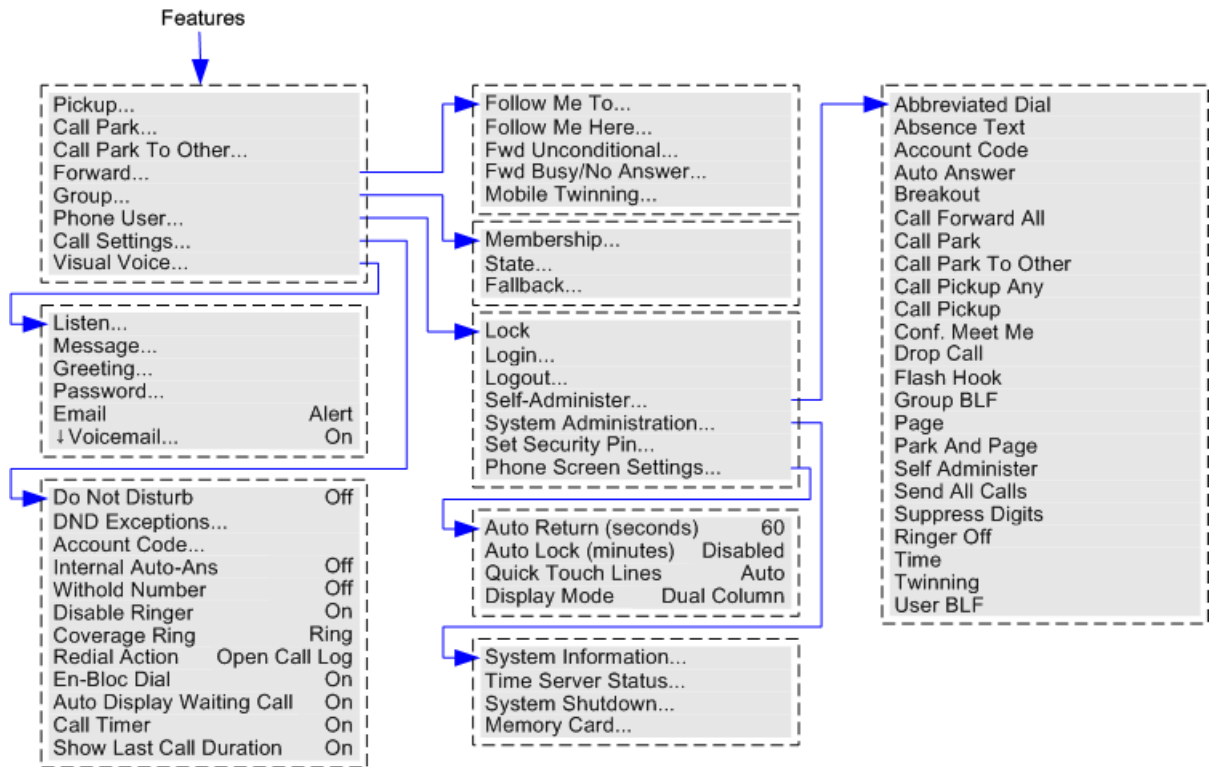 Features
Pickup...
Call Park...
Call Park To Other...
Forward...
Group...
Phone User...
Call Settings...
Visual Voice...
Listen...
Message...
Greeting...
Password...
Email Alert
↓Voicemail... On
Do Not Disturb Off
DND Exceptions...
Account Code...
Internal Auto-Ans Off
Withold Number Off
Disable Ringer On
Coverage Ring Ring
Redial Action Open Call Log
En-Bloc Dial On
Auto Display Waiting Call On
Call Timer On
Show Last Call Duration On
Follow Me To...
Follow Me Here...
Fwd Unconditional...
Fwd Busy/No Answer...
Mobile Twinning...
Membership...
State...
Fallback...
Lock
Login...
Logout...
Self-Administer...
System Administration...
Set Security Pin...
Phone Screen Settings...
Auto Return (seconds) 60
Auto Lock (minutes) Disabled
Quick Touch Lines Auto
Display Mode Dual Column
System Information...
Time Server Status...
System Shutdown...
Memory Card...
Abbreviated Dial
Absence Text
Account Code
Auto Answer
Breakout
Call Forward All
Call Park
Call Park To Other
Call Pickup Any
Call Pickup
Conf. Meet Me
Drop Call
Flash Hook
Group BLF
Page
Park And Page
Self Administer
Send All Calls
Suppress Digits
Ringer Off
Time
Twinning
User BLF